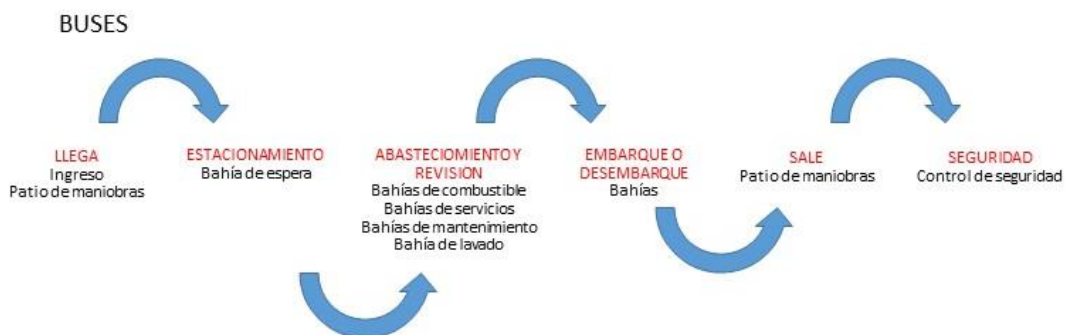 BUSES
LLEGA
Ingreso
Patio de maniobras
ESTACIONAMIENTO
Bahía de espera
ABASTECIOMIENTO Y
REVISION
Bahías de combustible
Bahías de servicios
Bahías de mantenimiento
Bahía de lavado
EMBARQUE O
DESEMBARQUE
Bahías
SALE
Patio de maniobras
SEGURIDAD
Control de seguridad